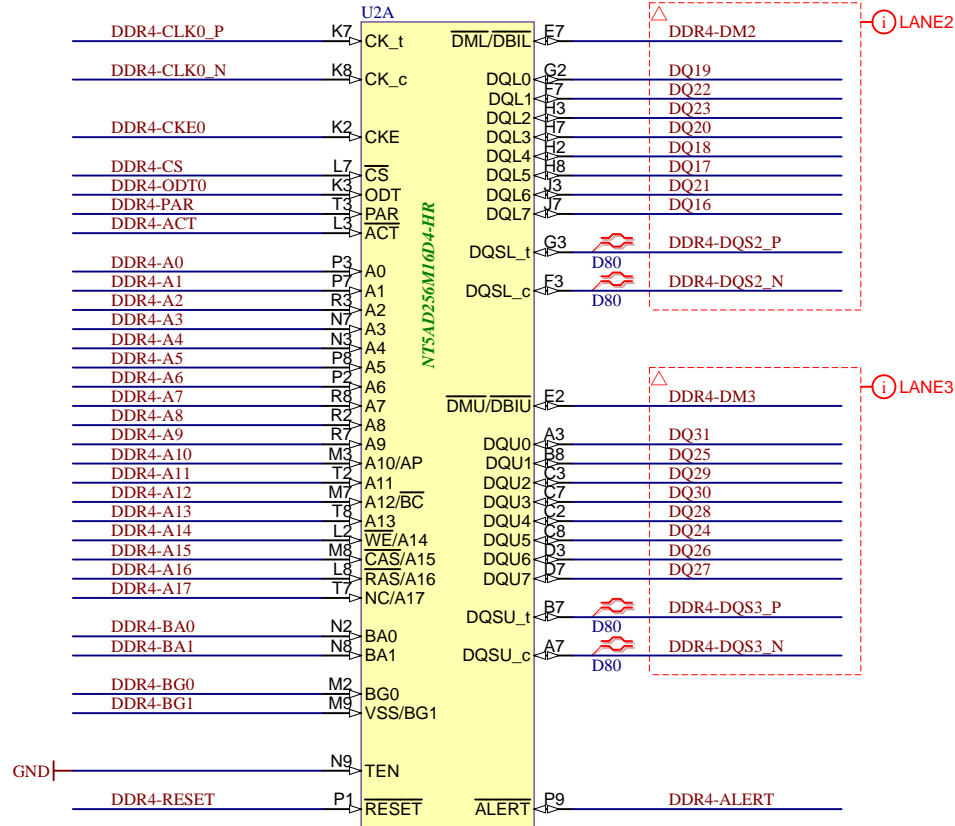 U2A
DDR4-CLK0_P K7 CK_t DML/DBIL E7 DDR4-DM2 LANE2
DDR4-CLK0_N K8 CK_c DQL0 G2 DQ19
DQL1 F7 DQ22
DQL2 H3 DQ23
DDR4-CKE0 K2 CKE DQL3 H7 DQ20
DQL4 H2 DQ18
DDR4-CS L7 CS DQL5 H8 DQ17
DDR4-ODT0 K3 ODT DQL6 J3 DQ21
DDR4-PAR T3 PAR DQL7 J7 DQ16
DDR4-ACT L3 ACT
DQSL_t G3 D80 DDR4-DQS2_P
DDR4-A0 P3 A0
DDR4-A1 P7 A1 DQSL_c F3 D80 DDR4-DQS2_N
DDR4-A2 R3 A2
DDR4-A3 N7 A3
DDR4-A4 N3 A4
DDR4-A5 P8 A5
NT5AD256M16D4-HR
DDR4-A6 P2 A6 LANE3
DDR4-A7 R8 A7 DMU/DBIU E2 DDR4-DM3
DDR4-A8 R2 A8
DDR4-A9 R7 A9 DQU0 A3 DQ31
DDR4-A10 M3 A10/AP DQU1 B8 DQ25
DDR4-A11 T2 A11 DQU2 C3 DQ29
DDR4-A12 M7 A12/BC DQU3 C7 DQ30
DDR4-A13 T8 A13 DQU4 C2 DQ28
DDR4-A14 L2 WE/A14 DQU5 C8 DQ24
DDR4-A15 M8 CAS/A15 DQU6 D3 DQ26
DDR4-A16 L8 RAS/A16 DQU7 D7 DQ27
DDR4-A17 T7 NC/A17
DQSU_t B7 D80 DDR4-DQS3_P
DDR4-BA0 N2 BA0
DDR4-BA1 N8 BA1 DQSU_c A7 D80 DDR4-DQS3_N
DDR4-BG0 M2 BG0
DDR4-BG1 M9 VSS/BG1
GND N9 TEN
DDR4-RESET P1 RESET ALERT P9 DDR4-ALERT